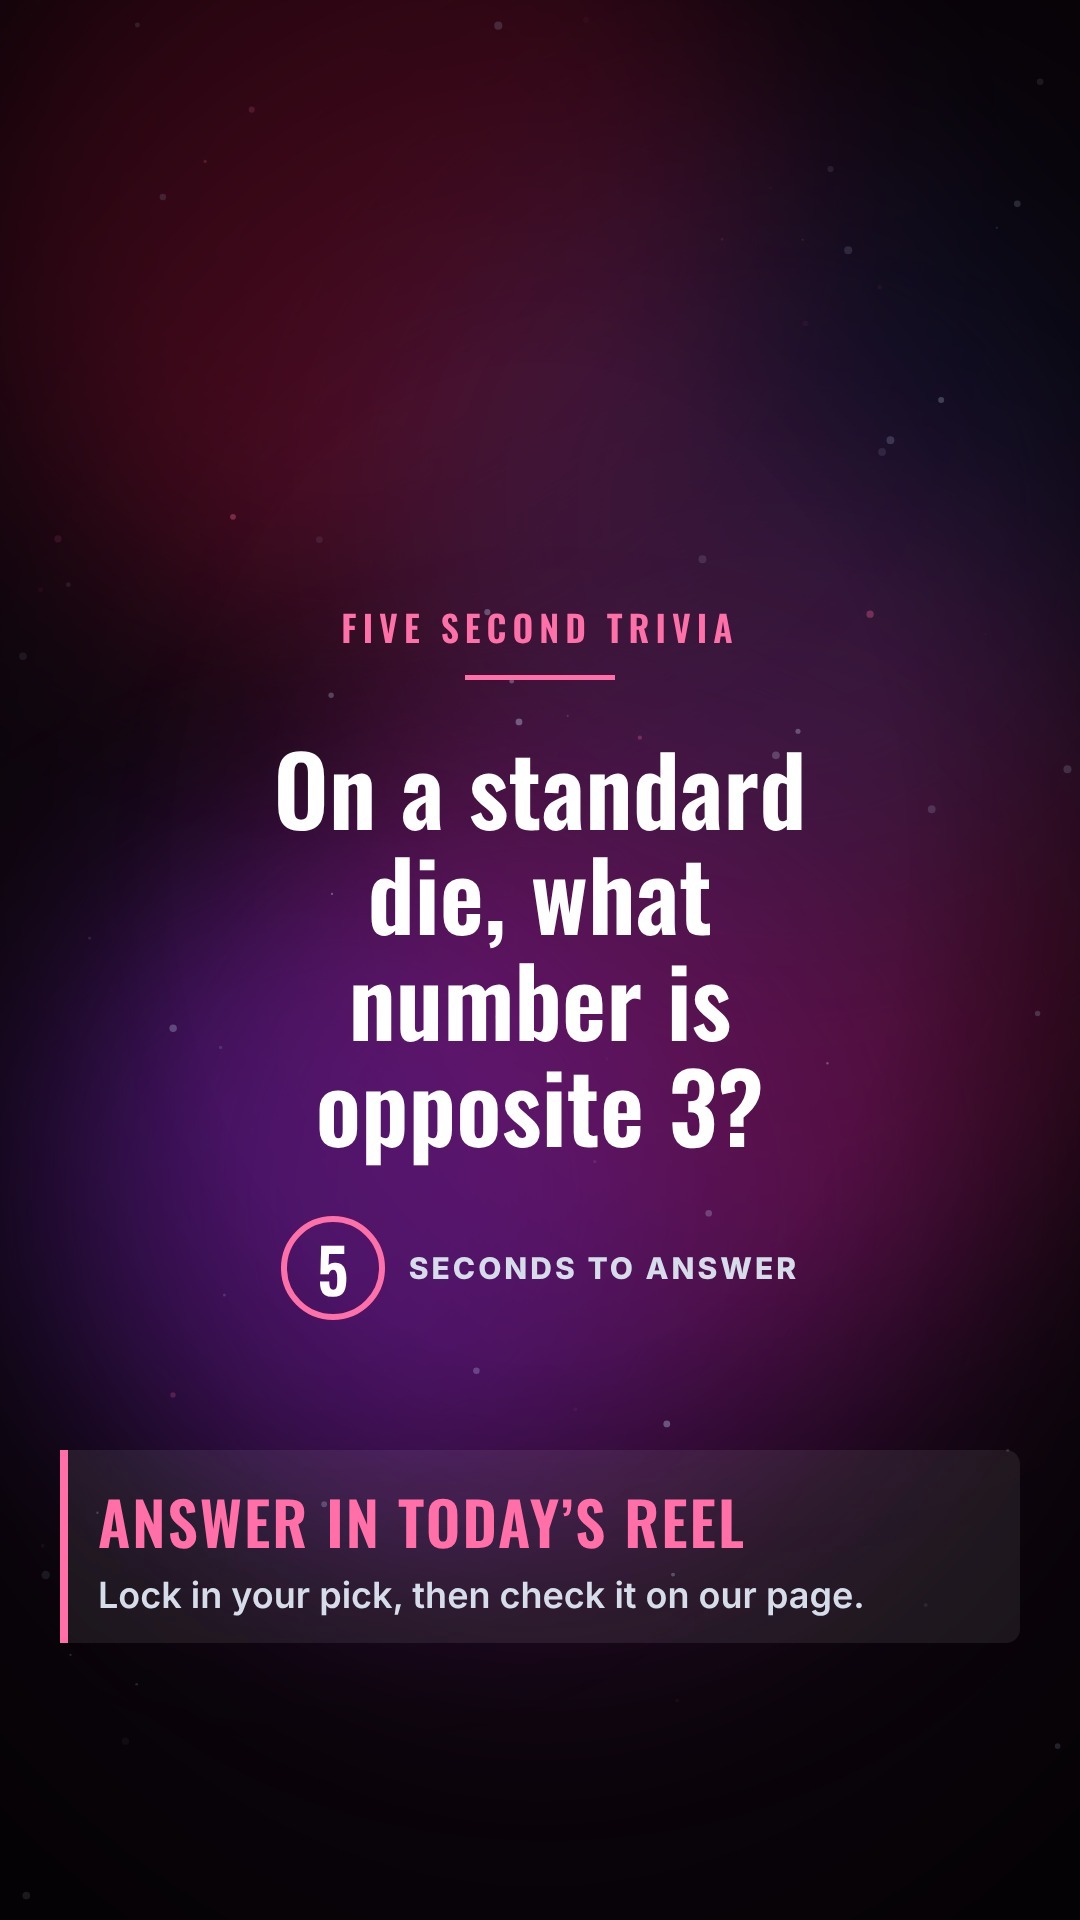 FIVE SECOND TRIVIA
On a standard
die, what
number is
opposite 3?
5 SECONDS TO ANSWER
ANSWER IN TODAY’S REEL
Lock in your pick, then check it on our page.